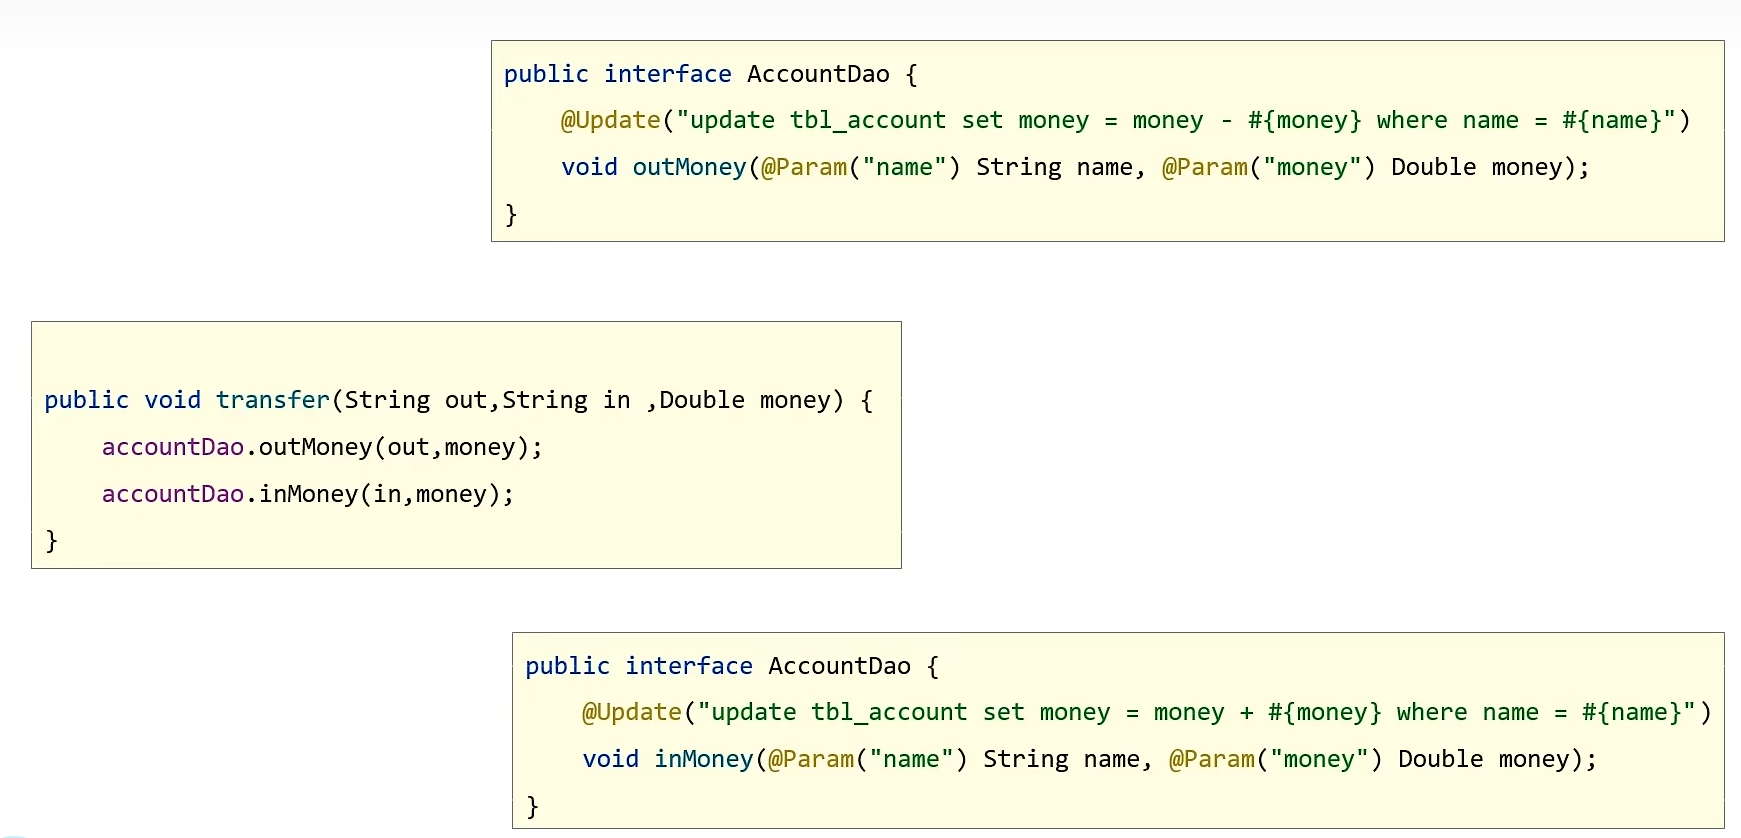 public interface AccountDao {
    @Update("update tbl_account set money = money - #{money} where name = #{name}")
    void outMoney(@Param("name") String name, @Param("money") Double money);
}
public void transfer(String out,String in ,Double money) {
    accountDao.outMoney(out,money);
    accountDao.inMoney(in,money);
}
public interface AccountDao {
    @Update("update tbl_account set money = money + #{money} where name = #{name}")
    void inMoney(@Param("name") String name, @Param("money") Double money);
}